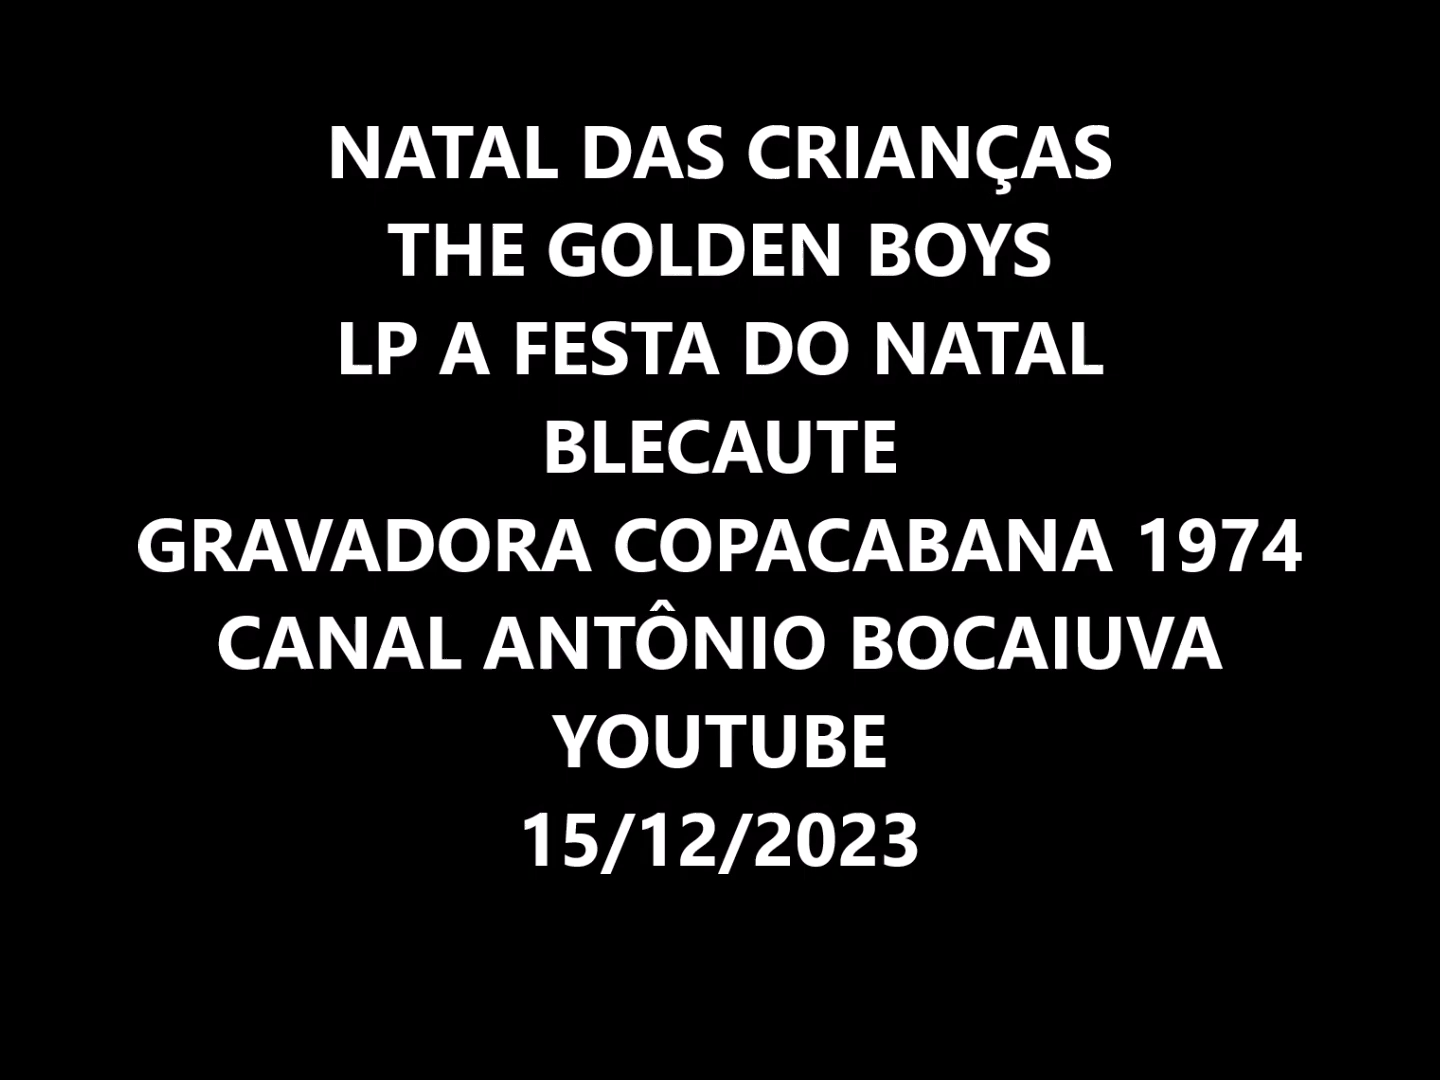 NATAL DAS CRIANÇAS
THE GOLDEN BOYS
LP A FESTA DO NATAL
BLECAUTE
GRAVADORA COPACABANA 1974
CANAL ANTÔNIO BOCAIUVA
YOUTUBE
15/12/2023